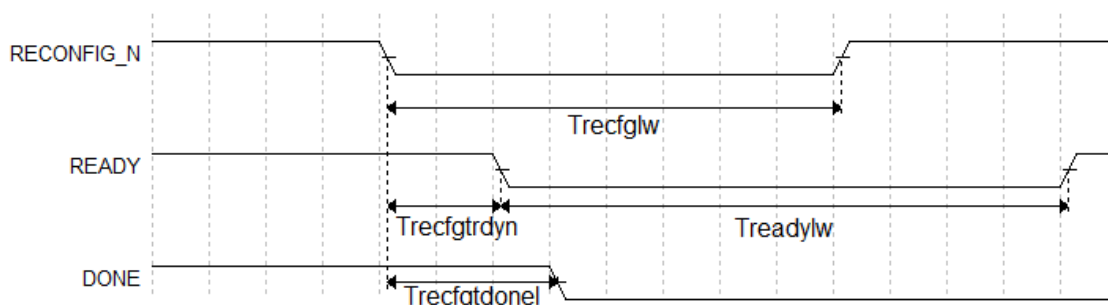 RECONFIG_N
Trecfglw
READY
Trecfgtrdyn
Treadylw
DONE
Trecfgtdonel